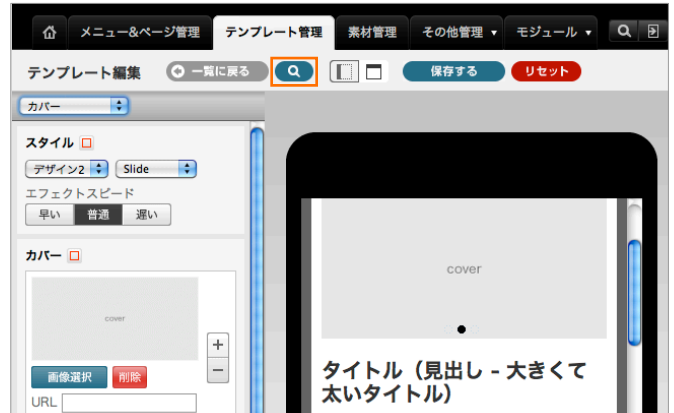 メニュー&ページ管理 テンプレート管理 素材管理 その他管理 ▼ モジュール ▼
テンプレート編集 一覧に戻る 保存する リセット
カバー
スタイル
デザイン2 Slide
エフェクトスピード
早い 普通 遅い
カバー
cover
+
画像選択 削除 −
URL
cover
タイトル（見出し - 大きくて
太いタイトル）